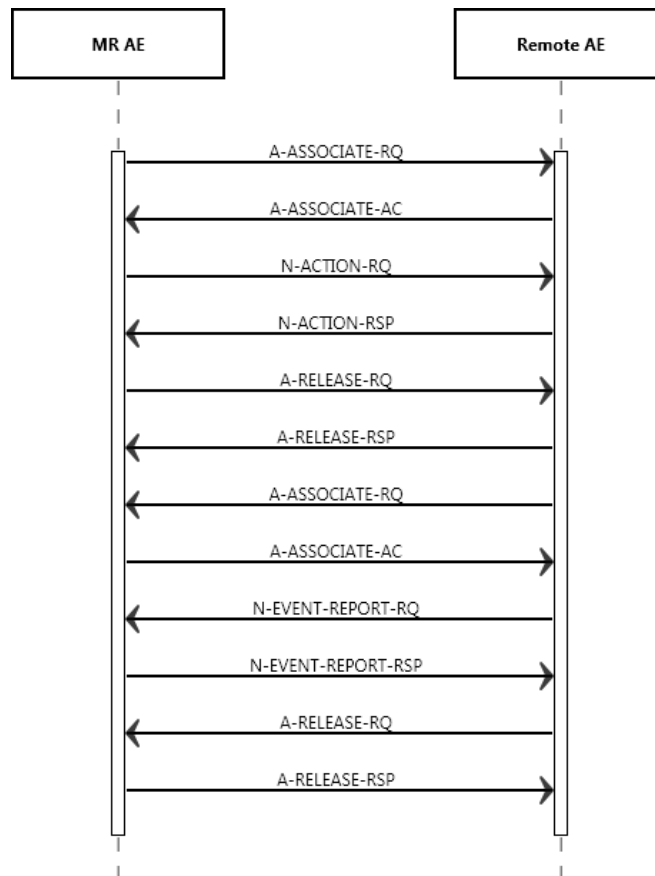 MR AE
Remote AE
A-ASSOCIATE-RQ
A-ASSOCIATE-AC
N-ACTION-RQ
N-ACTION-RSP
A-RELEASE-RQ
A-RELEASE-RSP
A-ASSOCIATE-RQ
A-ASSOCIATE-AC
N-EVENT-REPORT-RQ
N-EVENT-REPORT-RSP
A-RELEASE-RQ
A-RELEASE-RSP